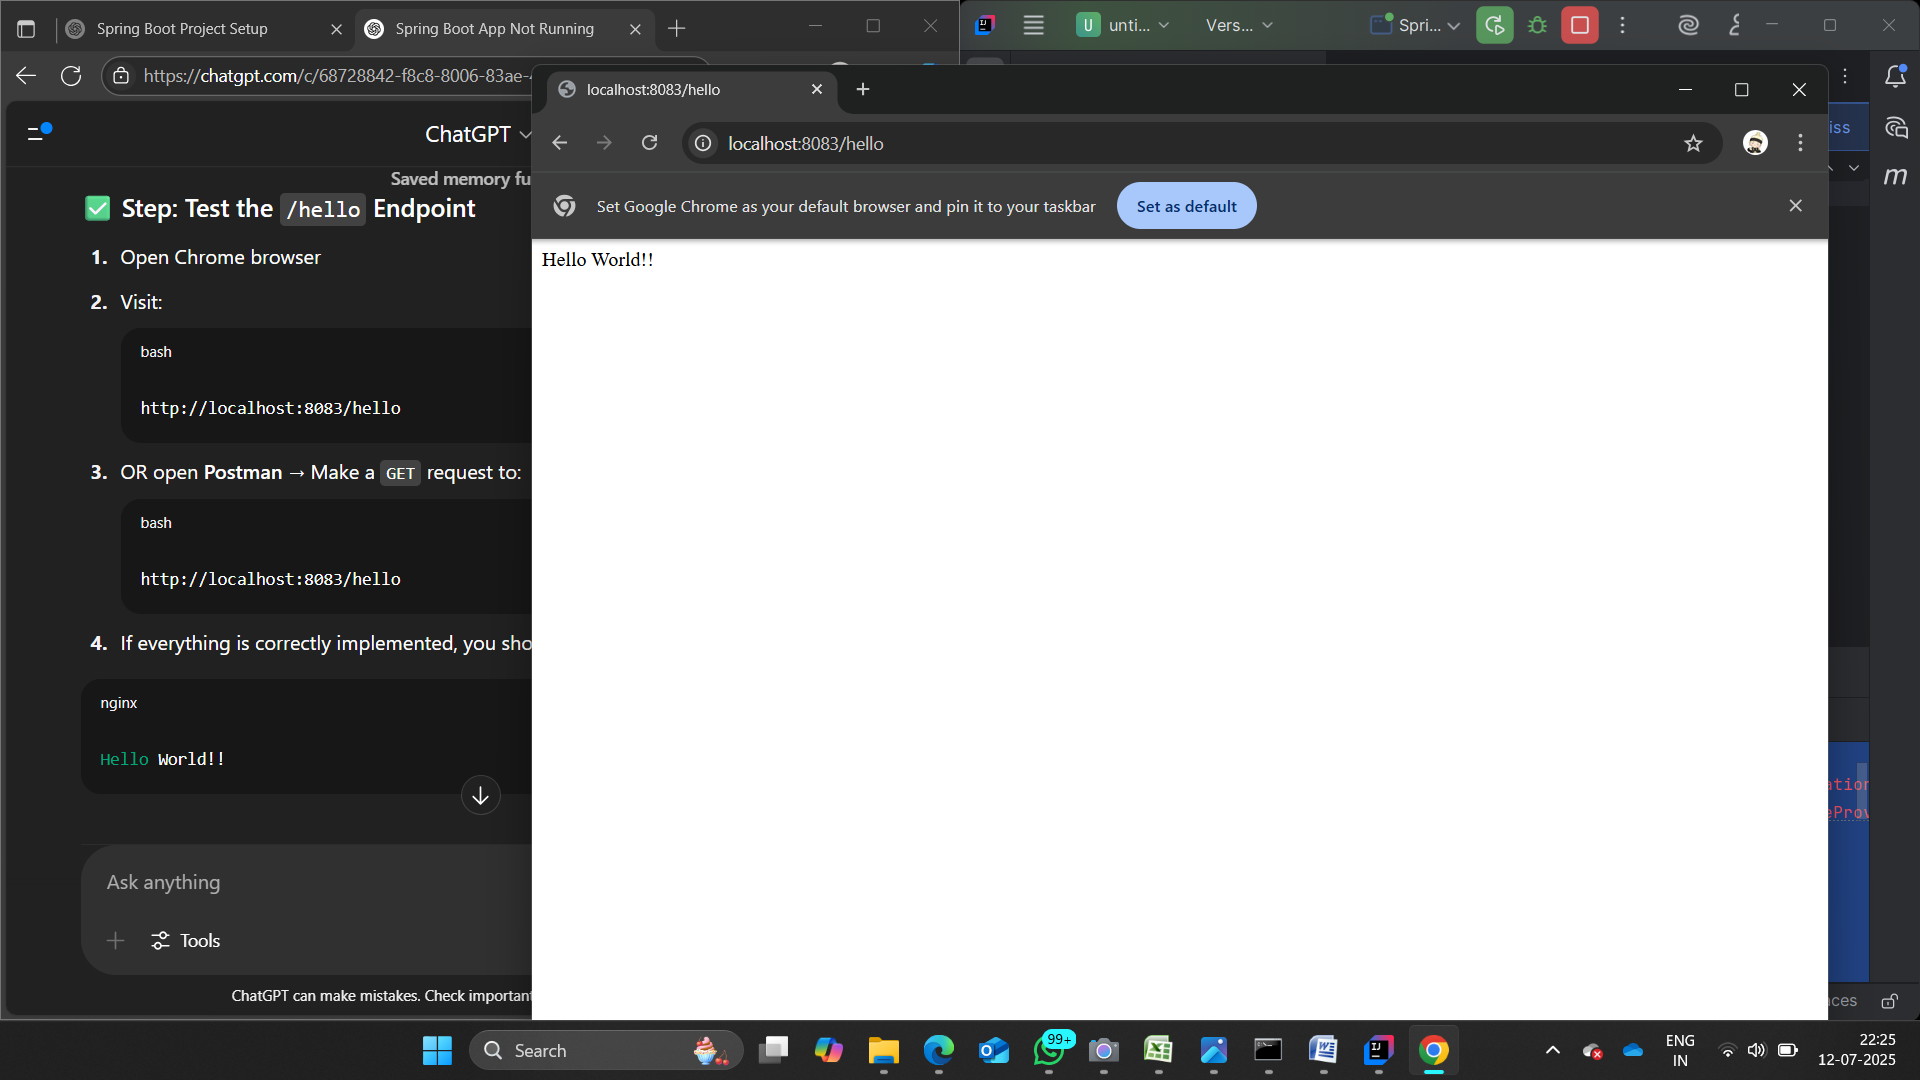 Spring Boot Project Setup
Spring Boot App Not Running
unti...
Vers...
Spri...
https://chatgpt.com/c/68728842-f8c8-8006-83ae-
localhost:8083/hello
ChatGPT
localhost:8083/hello
iss
Saved memory fu
Set Google Chrome as your default browser and pin it to your taskbar
Set as default
✅ Step: Test the /hello Endpoint
Hello World!!
1. Open Chrome browser
2. Visit:
bash
http://localhost:8083/hello
3. OR open Postman → Make a GET request to:
bash
http://localhost:8083/hello
4. If everything is correctly implemented, you sho
nginx
Hello World!!
ation
eProv
Ask anything
Tools
ChatGPT can make mistakes. Check important
nces
Search
99+
ENG
IN
22:25
12-07-2025